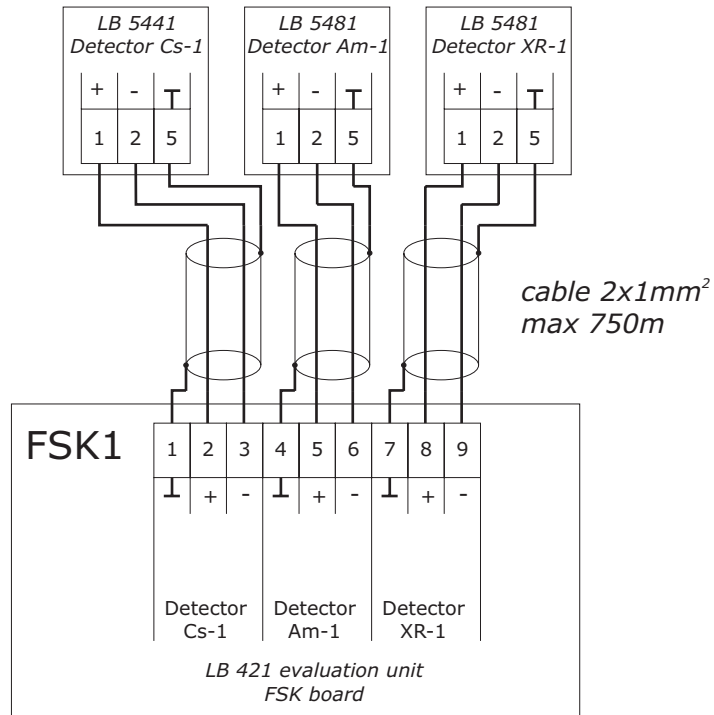 LB 5441
Detector Cs-1
+ - 
1 2 5
LB 5481
Detector Am-1
+ - 
1 2 5
LB 5481
Detector XR-1
+ - 
1 2 5
cable 2x1mm²
max 750m
FSK1
1 2 3 4 5 6 7 8 9
+ - + - + -
Detector
Cs-1
Detector
Am-1
Detector
XR-1
LB 421 evaluation unit
FSK board